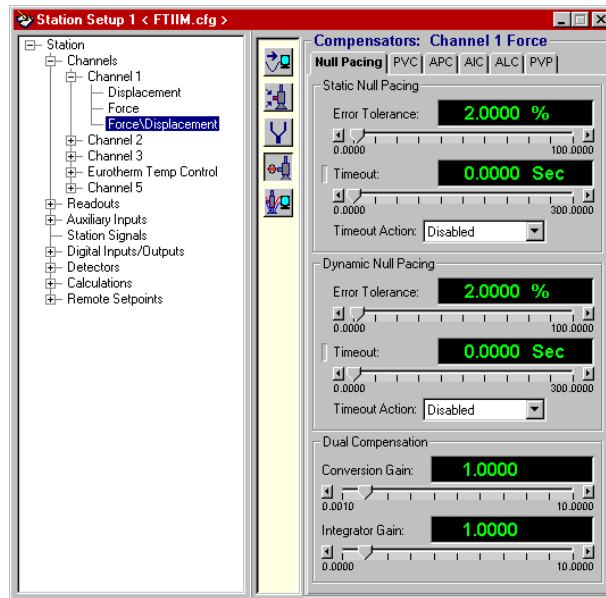 Station Setup 1 < FTIIM.cfg >
Station
Channels
Channel 1
Displacement
Force
Force\Displacement
Channel 2
Channel 3
Eurotherm Temp Control
Channel 5
Readouts
Auxiliary Inputs
Station Signals
Digital Inputs/Outputs
Detectors
Calculations
Remote Setpoints
Compensators: Channel 1 Force
Null Pacing PVC APC AIC ALC PVP
Static Null Pacing
Error Tolerance: 2.0000 %
0.0000 100.0000
Timeout: 0.0000 Sec
0.0000 300.0000
Timeout Action: Disabled
Dynamic Null Pacing
Error Tolerance: 2.0000 %
0.0000 100.0000
Timeout: 0.0000 Sec
0.0000 300.0000
Timeout Action: Disabled
Dual Compensation
Conversion Gain: 1.0000
0.0010 10.0000
Integrator Gain: 1.0000
0.0000 10.0000